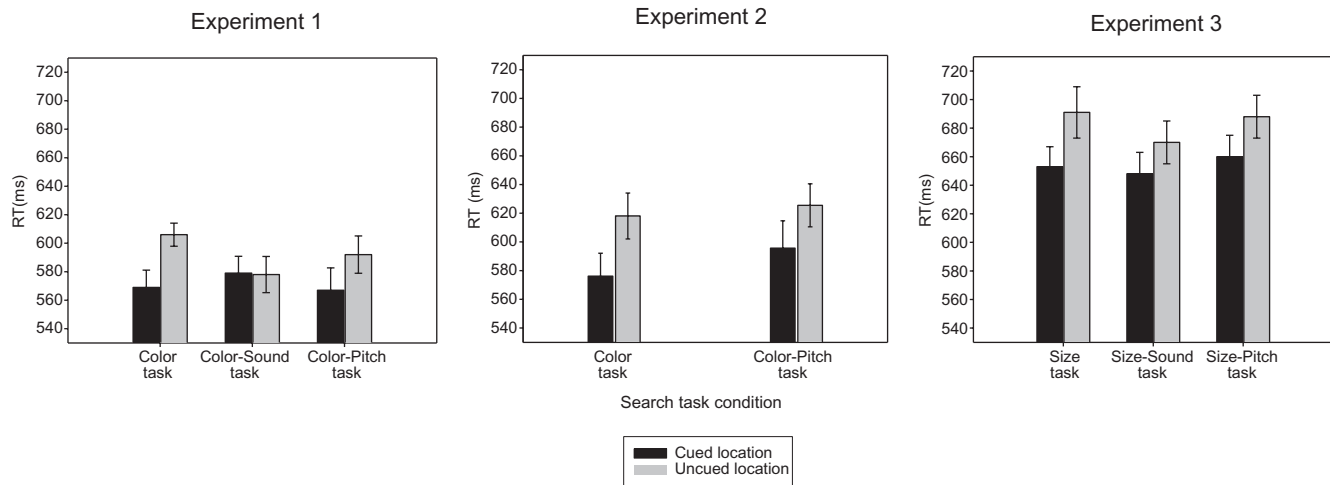 Experiment 1
RT(ms)
720
700
680
660
640
620
600
580
560
540
Color
task
Color-Sound
task
Color-Pitch
task
Experiment 2
RT (ms)
720
700
680
660
640
620
600
580
560
540
Color
task
Color-Pitch
task
Search task condition
Experiment 3
RT(ms)
720
700
680
660
640
620
600
580
560
540
Size
task
Size-Sound
task
Size-Pitch
task
Cued location
Uncued location